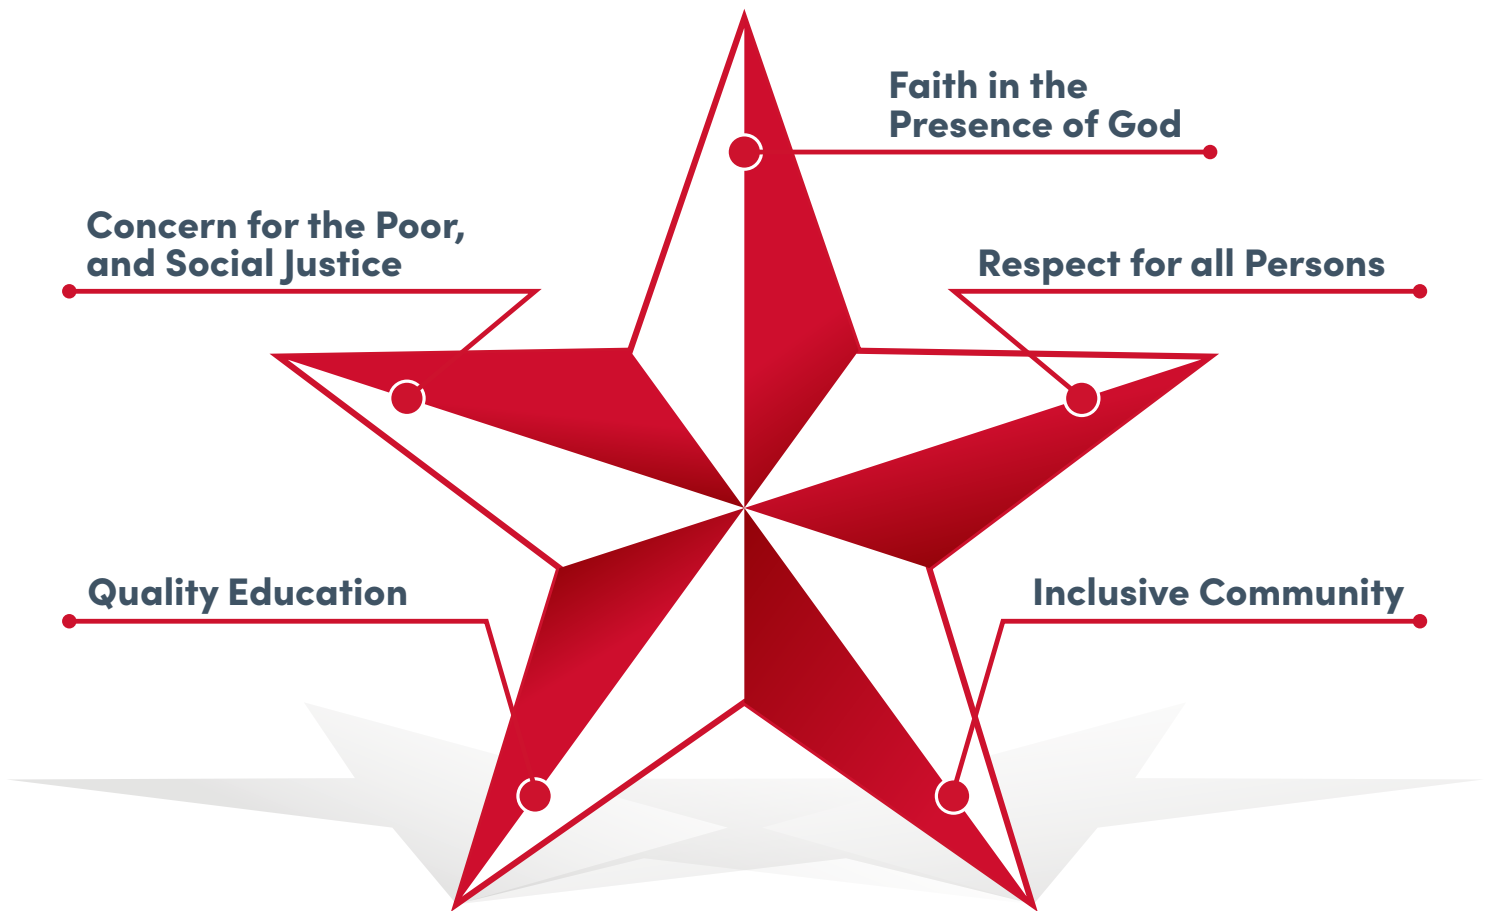 Faith in the
Presence of God
Concern for the Poor,
and Social Justice
Respect for all Persons
Quality Education
Inclusive Community